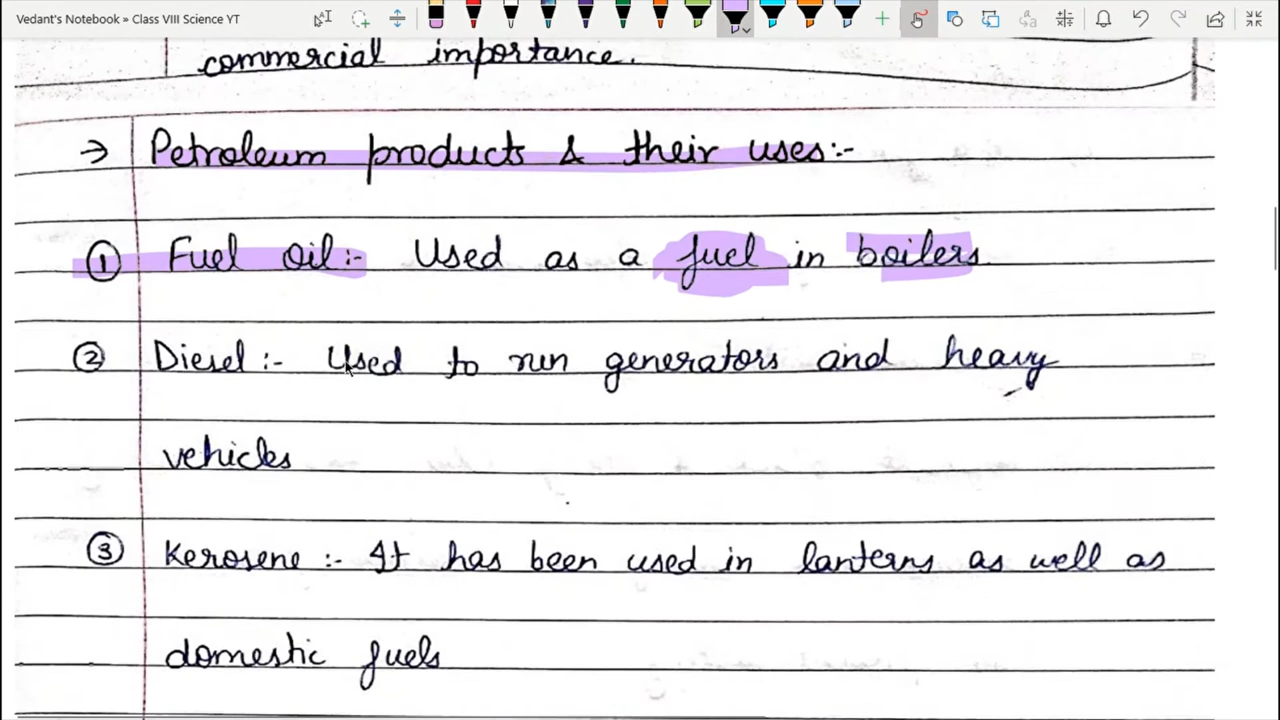 Vedant's Notebook » Class VIII Science YT
commercial importance.
→ Petroleum products & their uses:-
① Fuel oil:- Used as a fuel in boilers.
② Diesel:- Used to run generators and heavy
vehicles
③ Kerosene:- It has been used in lanterns as well as
domestic fuels